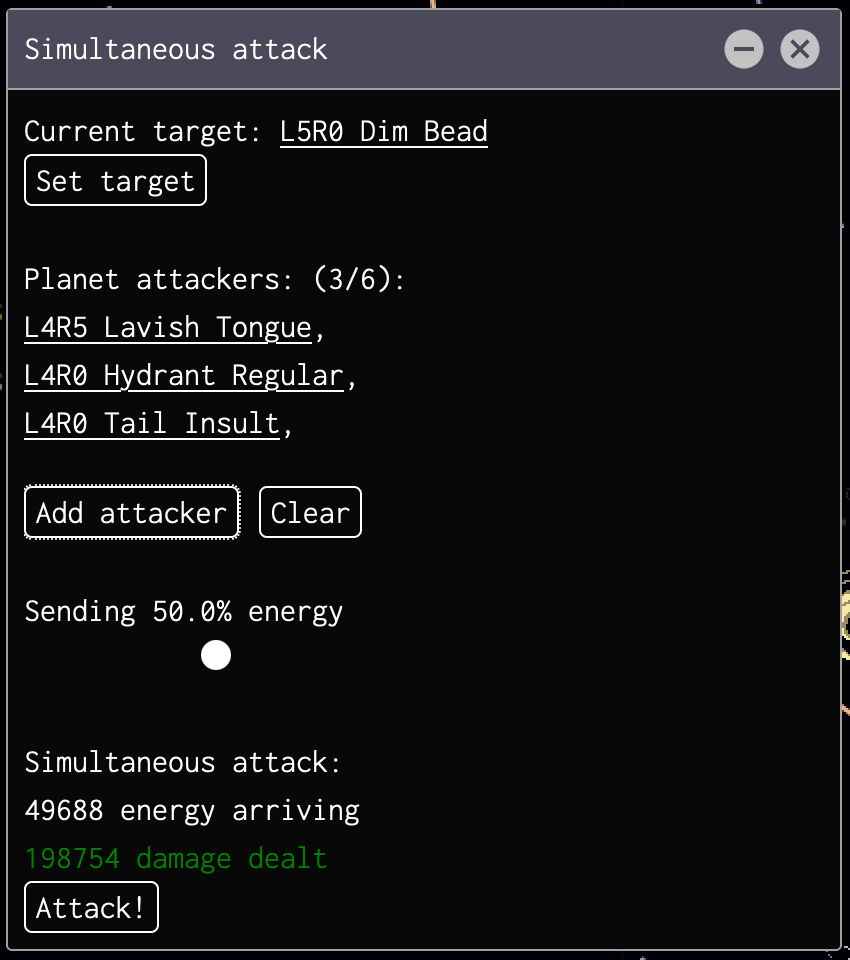 Simultaneous attack
Current target: L5R0 Dim Bead
Set target
Planet attackers: (3/6):
L4R5 Lavish Tongue,
L4R0 Hydrant Regular,
L4R0 Tail Insult,
Add attacker Clear
Sending 50.0% energy
Simultaneous attack:
49688 energy arriving
198754 damage dealt
Attack!